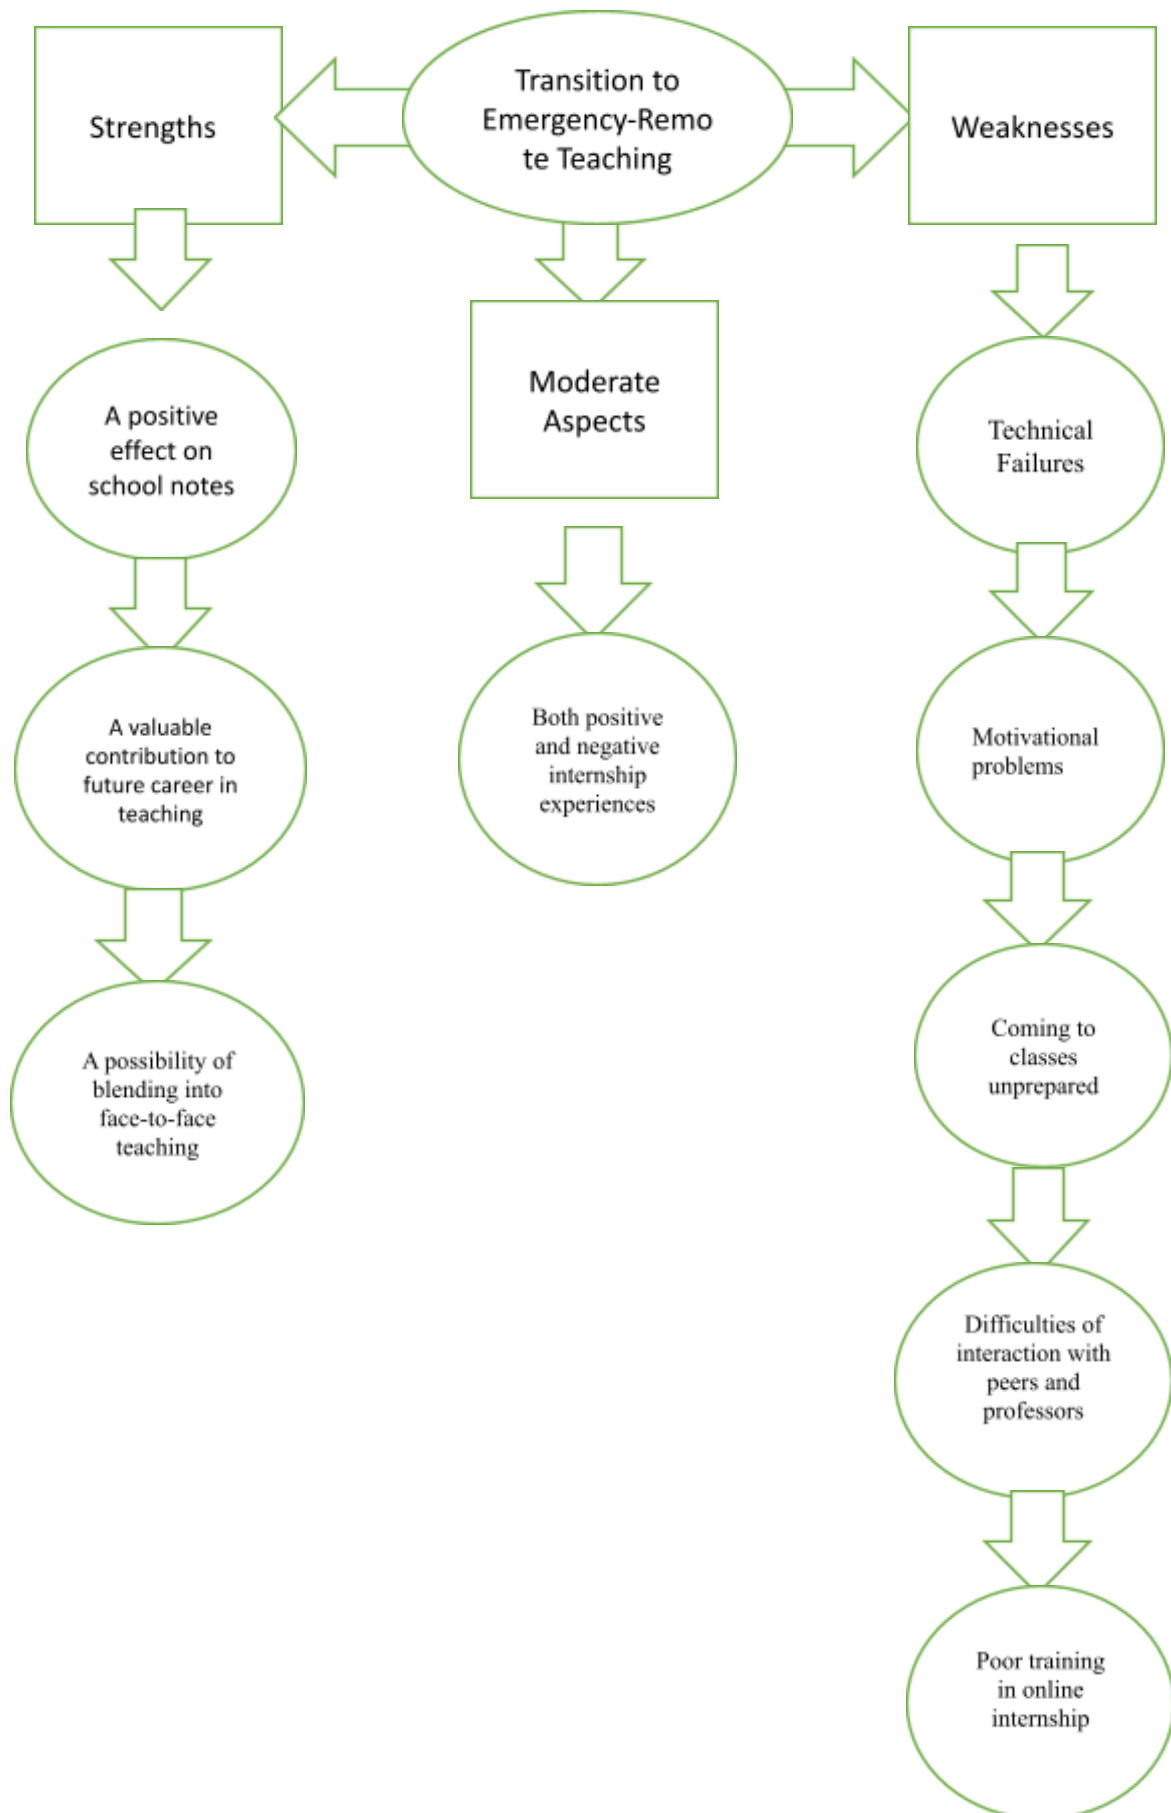 Strengths
Transition to
Emergency-Remo
te Teaching
Weaknesses
A positive
effect on
school notes
Moderate
Aspects
Technical
Failures
A valuable
contribution to
future career in
teaching
Both positive
and negative
internship
experiences
Motivational
problems
A possibility of
blending into
face-to-face
teaching
Coming to
classes
unprepared
Difficulties of
interaction with
peers and
professors
Poor training
in online
internship